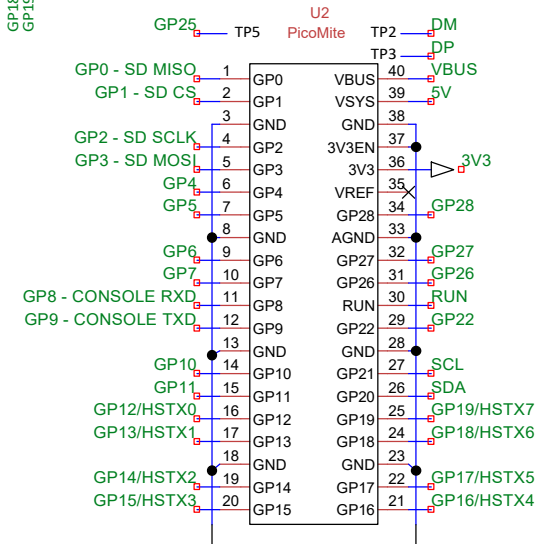 GP18
GP19
U2
PicoMite
GP25 TP5 TP2 DM
TP3 DP
GP0 - SD MISO 1 GP0 VBUS 40 VBUS
GP1 - SD CS 2 GP1 VSYS 39 5V
3 GND GND 38
GP2 - SD SCLK 4 GP2 3V3EN 37
GP3 - SD MOSI 5 GP3 3V3 36 3V3
GP4 6 GP4 VREF 35
GP5 7 GP5 GP28 34 GP28
8 GND AGND 33
GP6 9 GP6 GP27 32 GP27
GP7 10 GP7 GP26 31 GP26
GP8 - CONSOLE RXD 11 GP8 RUN 30 RUN
GP9 - CONSOLE TXD 12 GP9 GP22 29 GP22
13 GND GND 28
GP10 14 GP10 GP21 27 SCL
GP11 15 GP11 GP20 26 SDA
GP12/HSTX0 16 GP12 GP19 25 GP19/HSTX7
GP13/HSTX1 17 GP13 GP18 24 GP18/HSTX6
18 GND GND 23
GP14/HSTX2 19 GP14 GP17 22 GP17/HSTX5
GP15/HSTX3 20 GP15 GP16 21 GP16/HSTX4